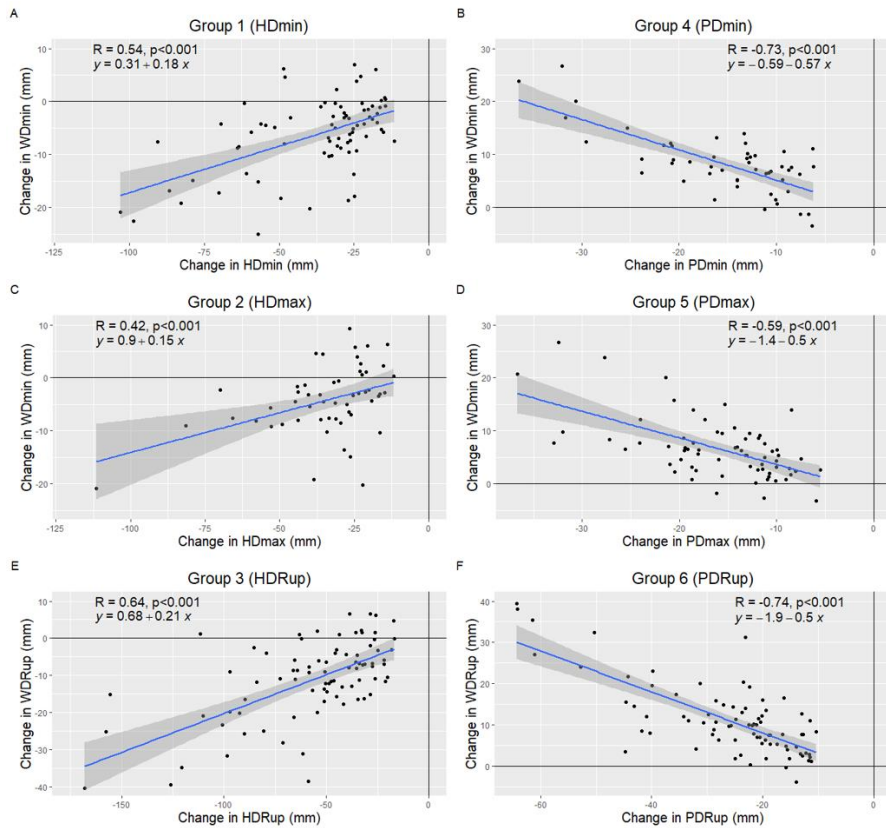 A
Group 1 (HDmin)
R = 0.54, p<0.001
y = 0.31 + 0.18 x
Change in WDmin (mm)
10
0
-10
-20
-125
-100
-75
-50
-25
0
Change in HDmin (mm)
B
Group 4 (PDmin)
R = -0.73, p<0.001
y = −0.59 − 0.57 x
Change in WDmin (mm)
30
20
10
0
-30
-20
-10
0
Change in PDmin (mm)
C
Group 2 (HDmax)
R = 0.42, p<0.001
y = 0.9 + 0.15 x
Change in WDmin (mm)
10
0
-10
-20
-125
-100
-75
-50
-25
0
Change in HDmax (mm)
D
Group 5 (PDmax)
R = -0.59, p<0.001
y = −1.4 − 0.5 x
Change in WDmin (mm)
30
20
10
0
-30
-20
-10
0
Change in PDmax (mm)
E
Group 3 (HDRup)
R = 0.64, p<0.001
y = 0.68 + 0.21 x
Change in WDRup (mm)
10
0
-10
-20
-30
-40
-150
-100
-50
0
Change in HDRup (mm)
F
Group 6 (PDRup)
R = -0.74, p<0.001
y = −1.9 − 0.5 x
Change in WDRup (mm)
40
30
20
10
0
-60
-40
-20
0
Change in PDRup (mm)